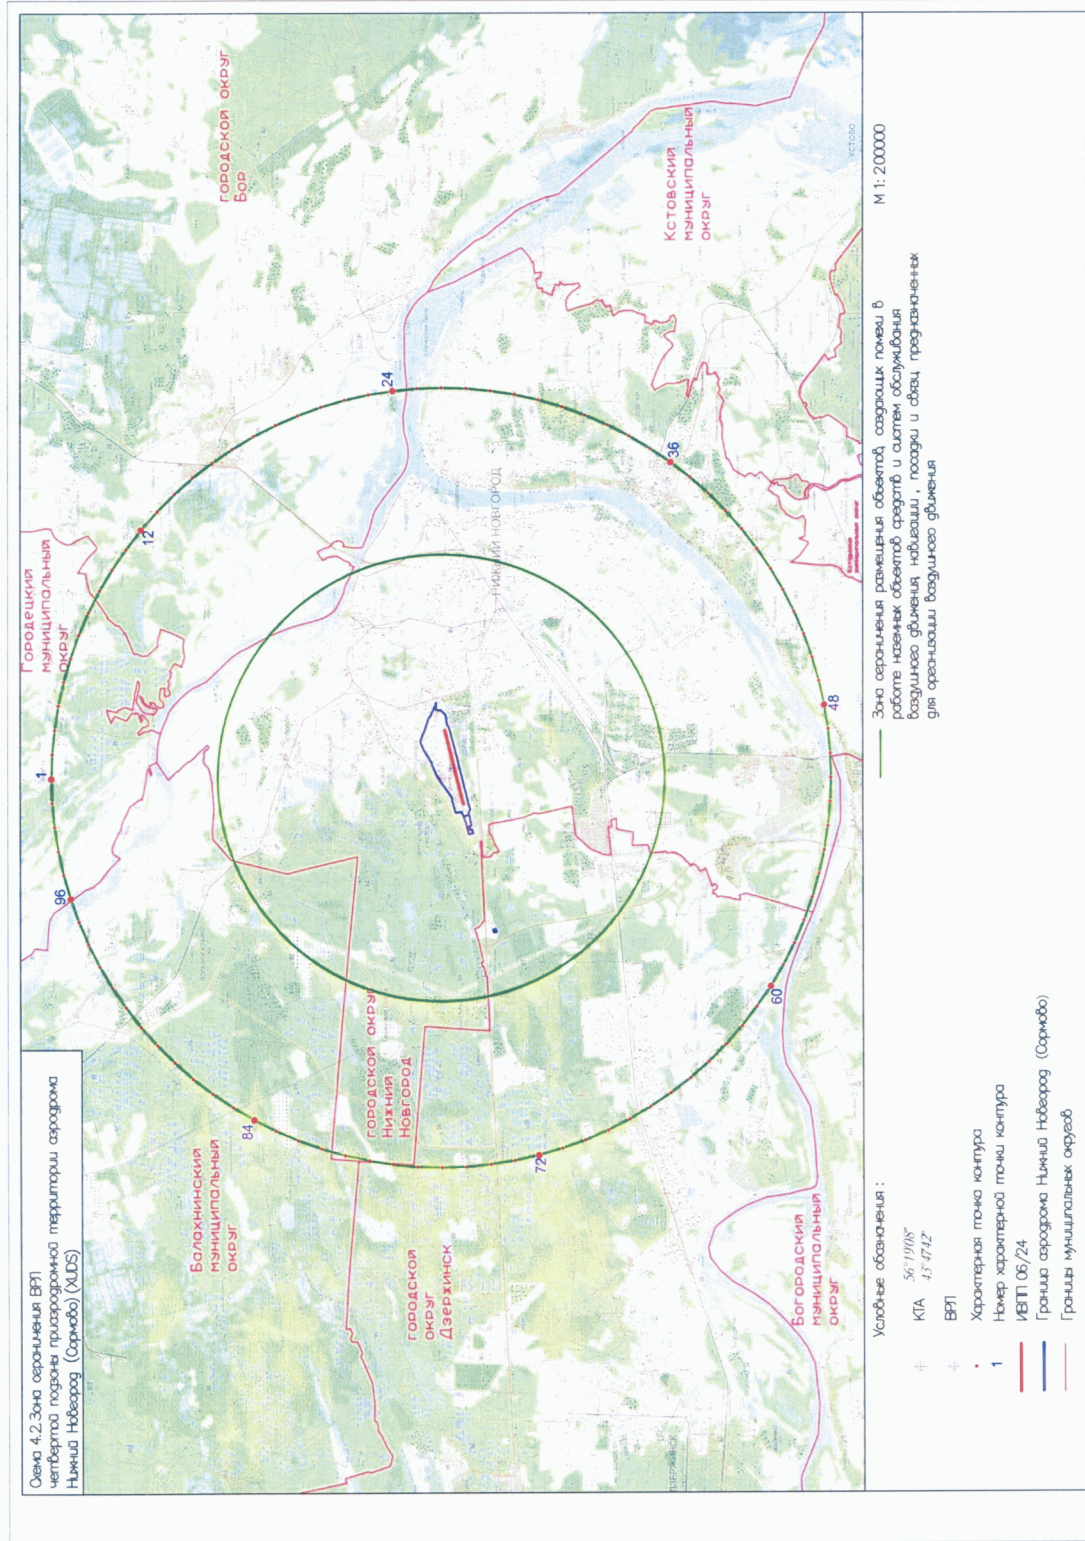 Схема 4.2.Зона ограничения ВРП
четвертой подзоны приаэродромной территории аэродрома
Нижний Новгород (Сормово) (XUDS)
Городецкий
муниципальный
округ
городской округ
Бор
Балахнинский
муниципальный
округ
городской округ
Нижний
Новгород
городской
округ
Дзержинск
НИЖНИЙ НОВГОРОД
Кстовский
муниципальный
округ
Богородский
муниципальный
округ
КСТОВО
1
12
24
36
48
60
72
84
96
Условные обозначения :
КТА 56°19'08"
43°47'42"
ВРП
Характерная точка контура
1 Номер характерной точки контура
ИВПП 06/24
Граница аэродрома Нижний Новгород (Сормово)
Границы муниципальных округов
Зона ограничения размещения объектов, создающих помехи в
работе наземных объектов средств и систем обслуживания
воздушного движения, навигации , посадки и связи, предназначенных
для организации воздушного движения
М 1: 200000